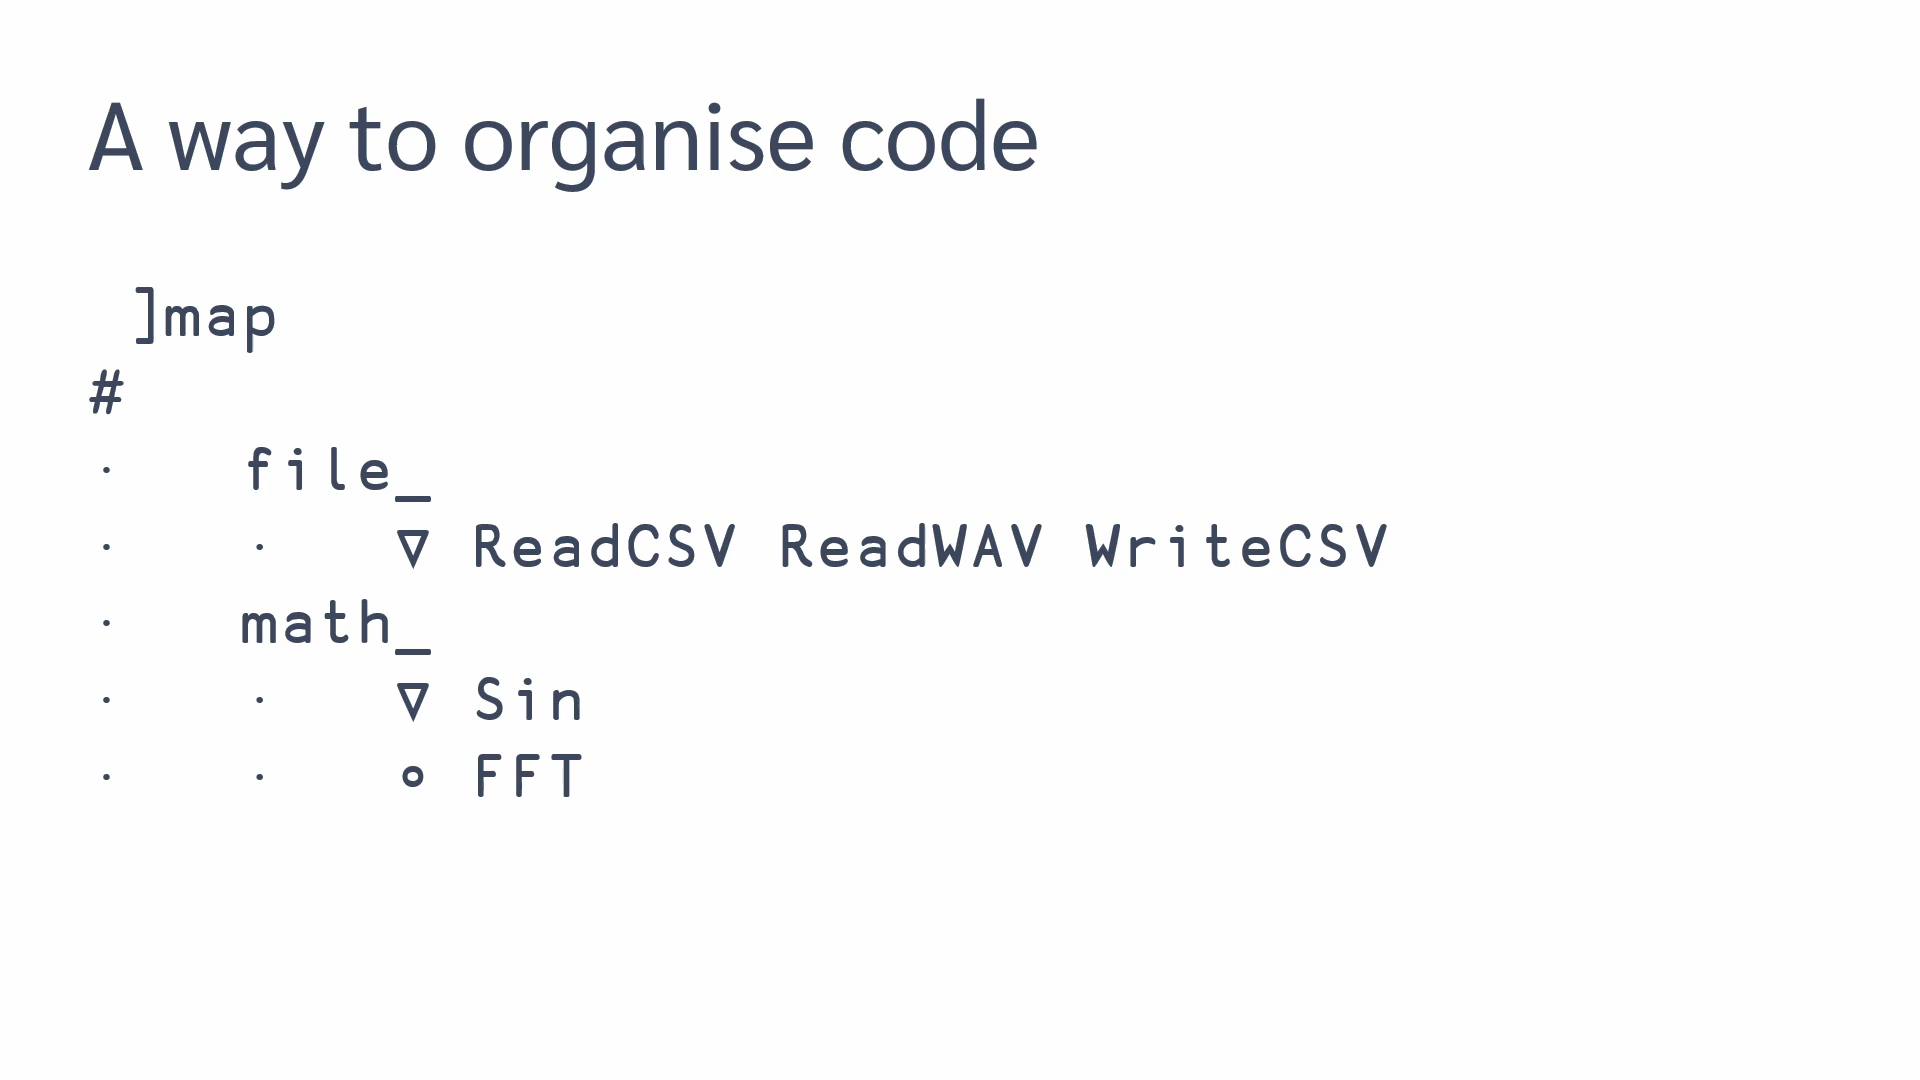 A way to organise code
]map
#
·   file_
·   ·   ∇ ReadCSV ReadWAV WriteCSV
·   math_
·   ·   ∇ Sin
·   ·   ∘ FFT